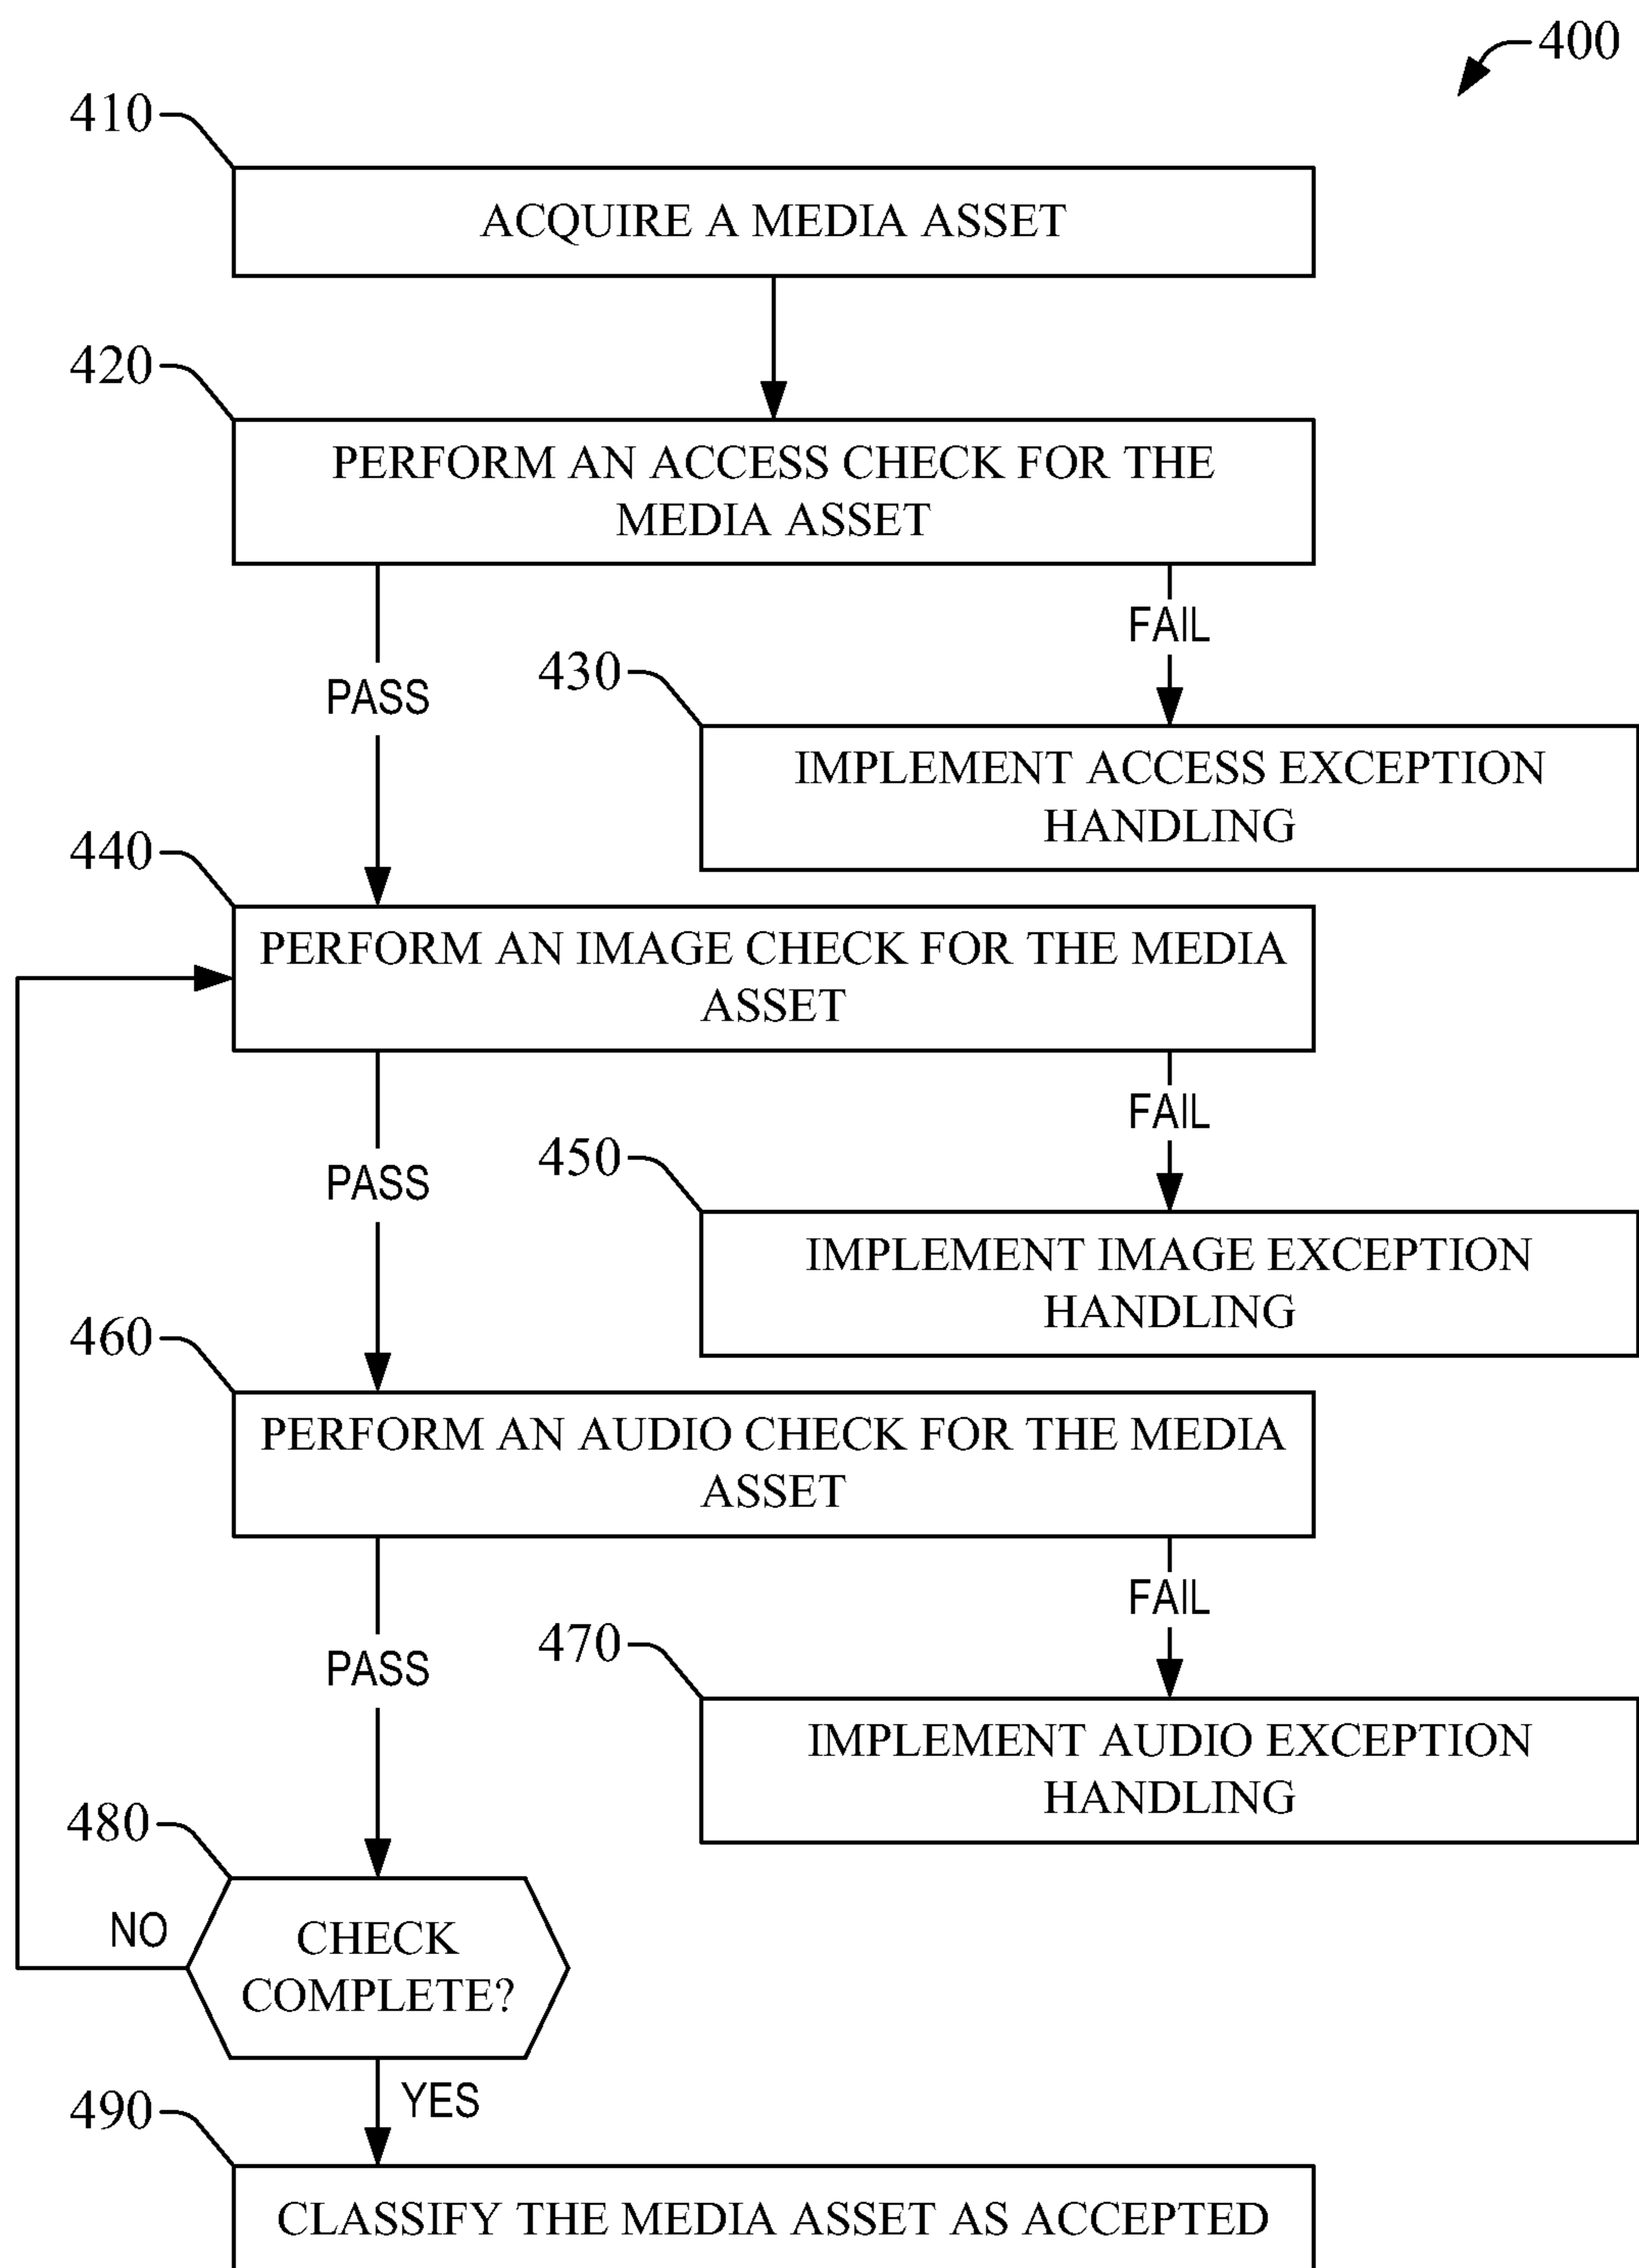 400
410
ACQUIRE A MEDIA ASSET
420
PERFORM AN ACCESS CHECK FOR THE
MEDIA ASSET
FAIL
PASS
430
IMPLEMENT ACCESS EXCEPTION
HANDLING
440
PERFORM AN IMAGE CHECK FOR THE MEDIA
ASSET
FAIL
PASS
450
IMPLEMENT IMAGE EXCEPTION
HANDLING
460
PERFORM AN AUDIO CHECK FOR THE MEDIA
ASSET
FAIL
PASS
470
IMPLEMENT AUDIO EXCEPTION
HANDLING
480
NO
CHECK
COMPLETE?
YES
490
CLASSIFY THE MEDIA ASSET AS ACCEPTED